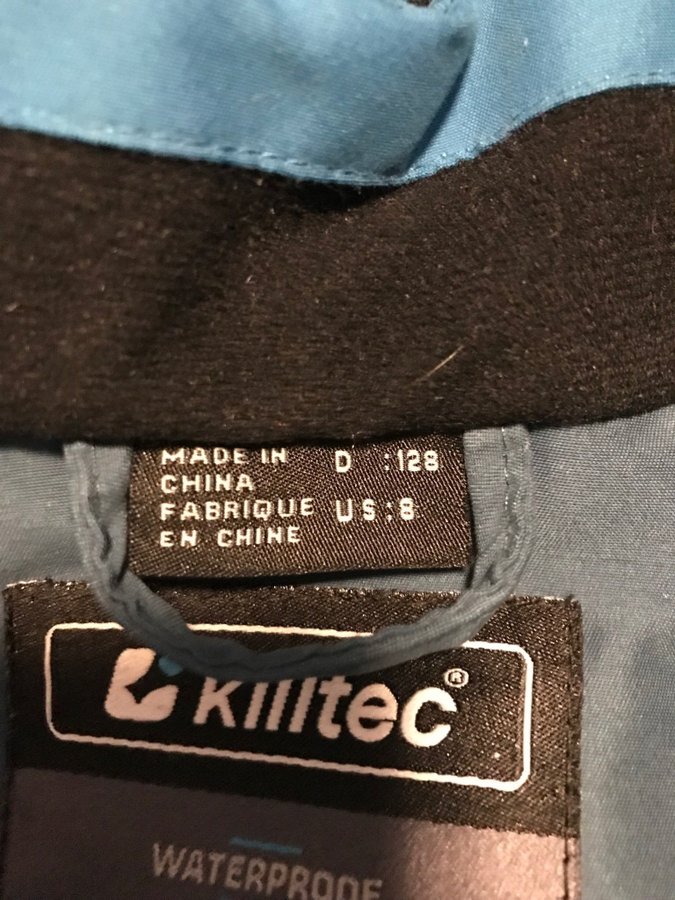 MADE IN
CHINA
FABRIQUE
EN CHINE
D :128
US:8
killtec®
WATERPROOF